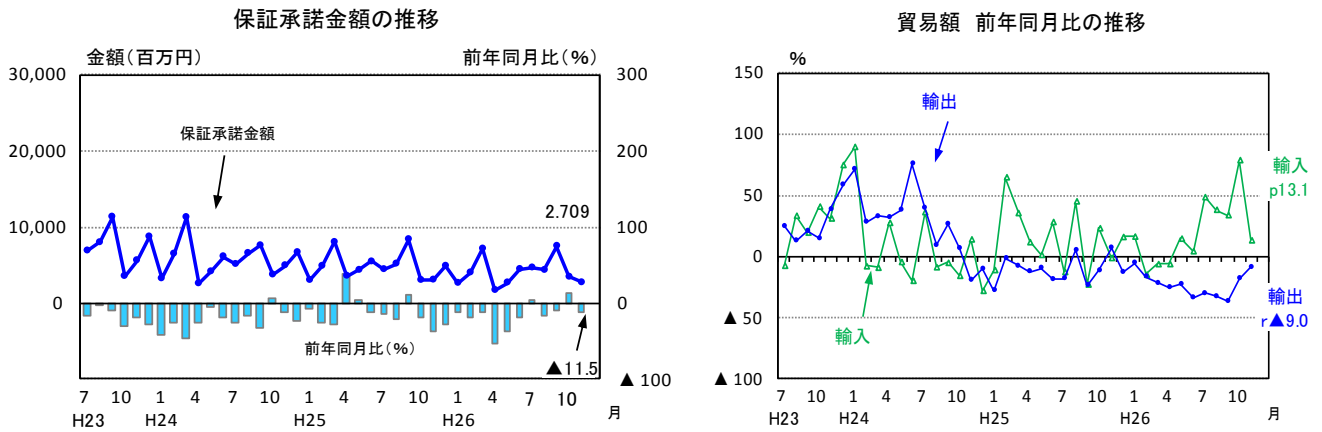 保証承諾金額の推移
金額(百万円)
前年同月比(%)
30,000
20,000
10,000
0
300
200
100
0
▲ 100
保証承諾金額
2.709
前年同月比(%)
▲11.5
7 10 1 4 7 10 1 4 7 10 1 4 7 10
H23 H24 H25 H26
月
貿易額 前年同月比の推移
%
150
100
50
0
▲ 50
▲ 100
輸出
輸入
輸入
p13.1
輸出
r▲9.0
7 10 1 4 7 10 1 4 7 10 1 4 7 10
H23 H24 H25 H26
月